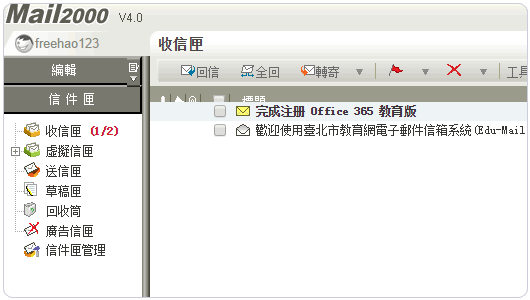 Mail2000 V4.0
freehao123
收信匣
編輯
回信 全回 轉寄 工具
信件匣
標題
完成注册 Office 365 教育版
收信匣 (1/2)
歡迎使用臺北市教育網電子郵件信箱系統(Edu-Mail
虛擬信匣
送信匣
草稿匣
回收筒
廣告信匣
信件匣管理